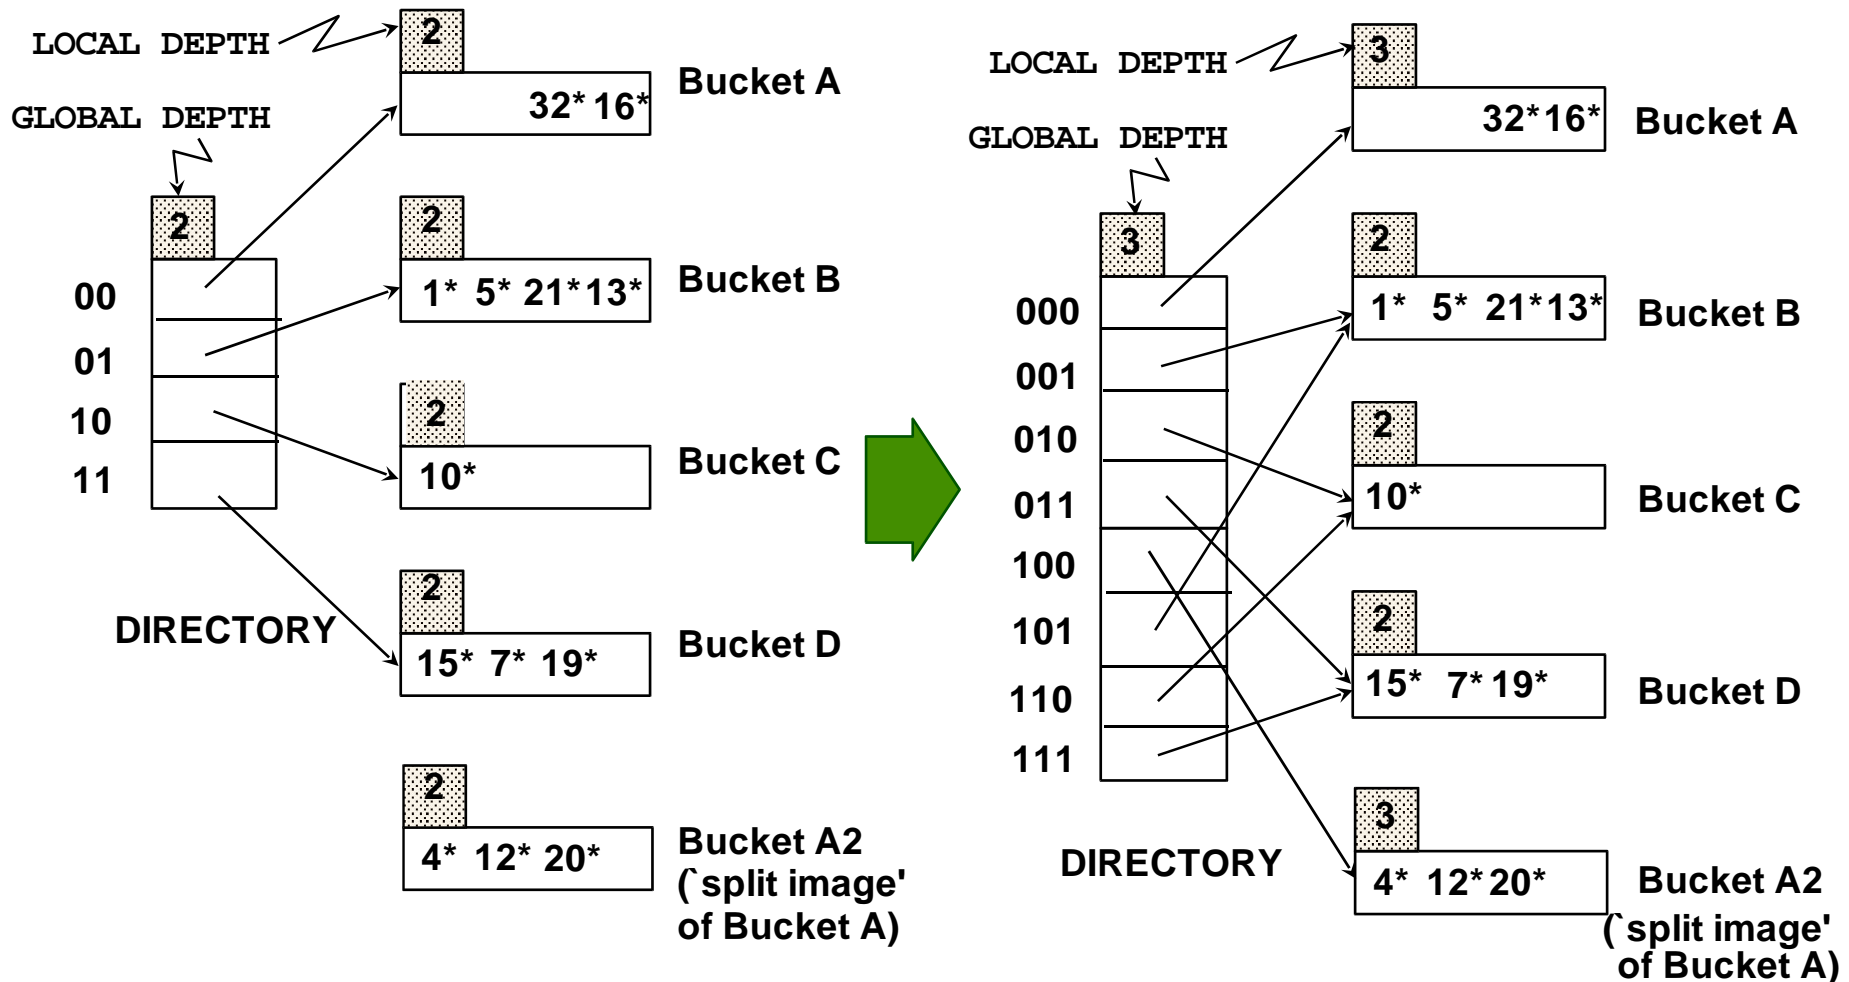 LOCAL DEPTH
2
32* 16*
Bucket A
GLOBAL DEPTH
2
00
01
10
11
DIRECTORY
2
1* 5* 21* 13*
Bucket B
2
10*
Bucket C
2
15* 7* 19*
Bucket D
2
4* 12* 20*
Bucket A2
(`split image'
of Bucket A)
LOCAL DEPTH
3
32* 16*
Bucket A
GLOBAL DEPTH
3
000
001
010
011
100
101
110
111
DIRECTORY
2
1* 5* 21* 13*
Bucket B
2
10*
Bucket C
2
15* 7* 19*
Bucket D
3
4* 12* 20*
Bucket A2
(`split image'
of Bucket A)